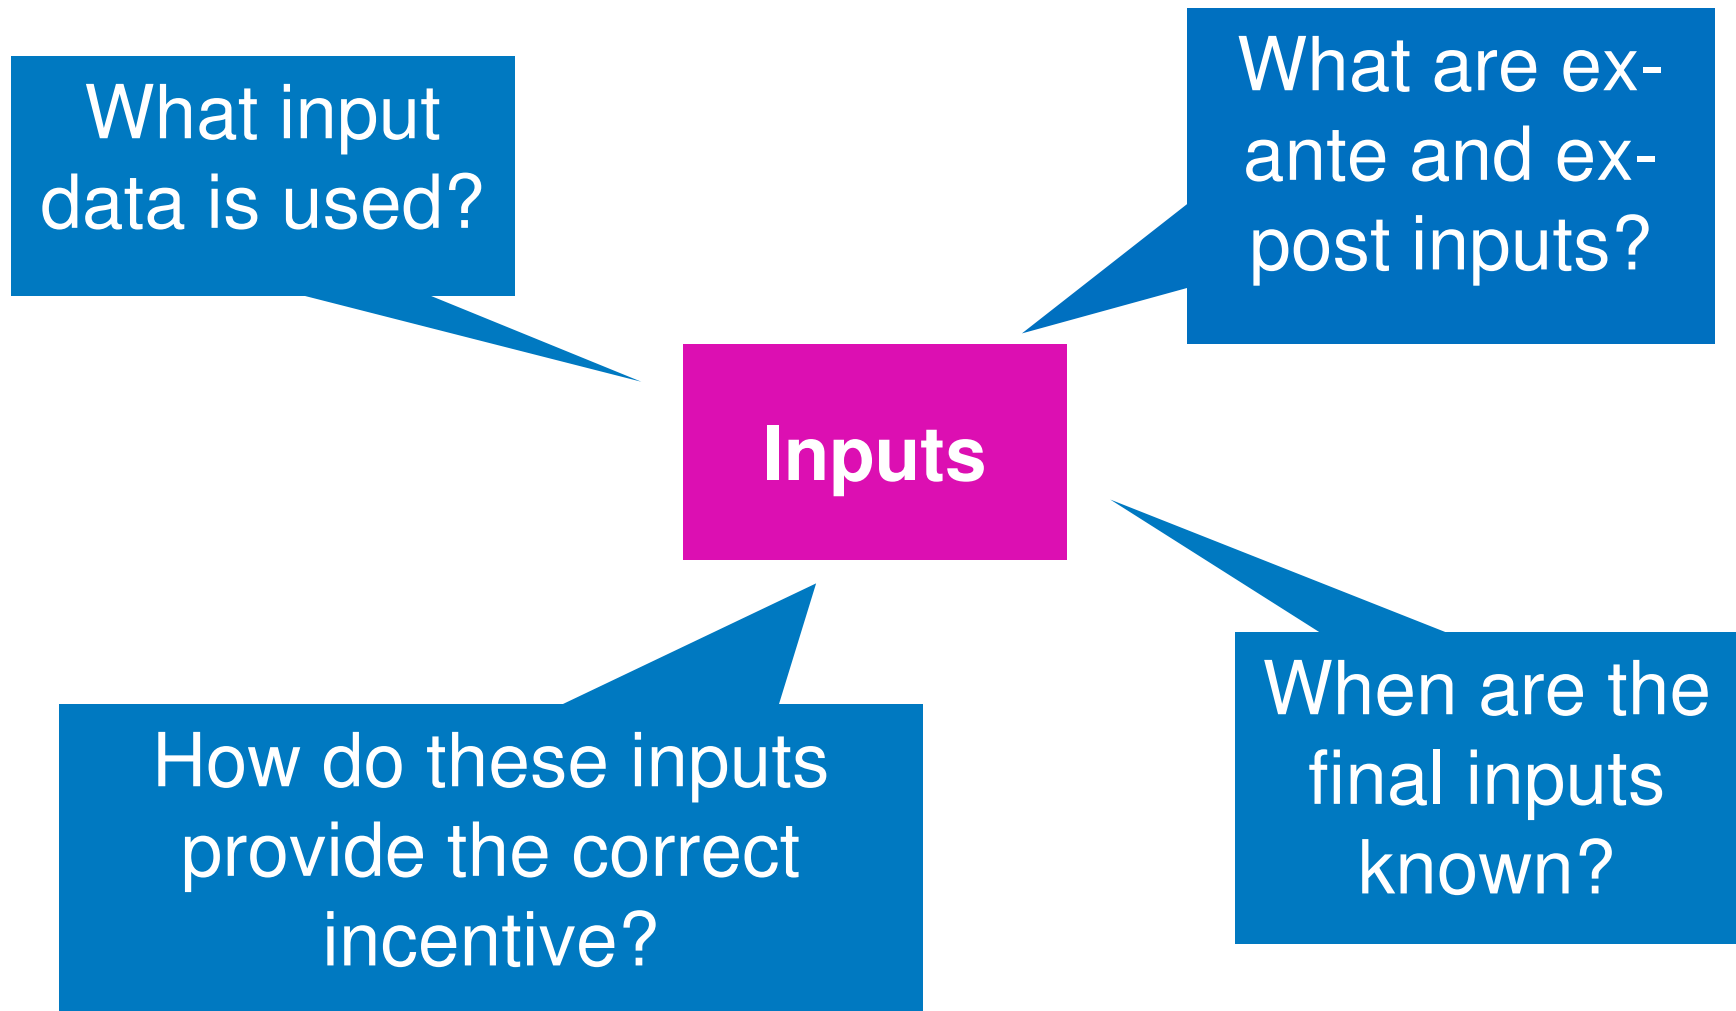 What input
data is used?
What are ex-
ante and ex-
post inputs?
Inputs
How do these inputs
provide the correct
incentive?
When are the
final inputs
known?